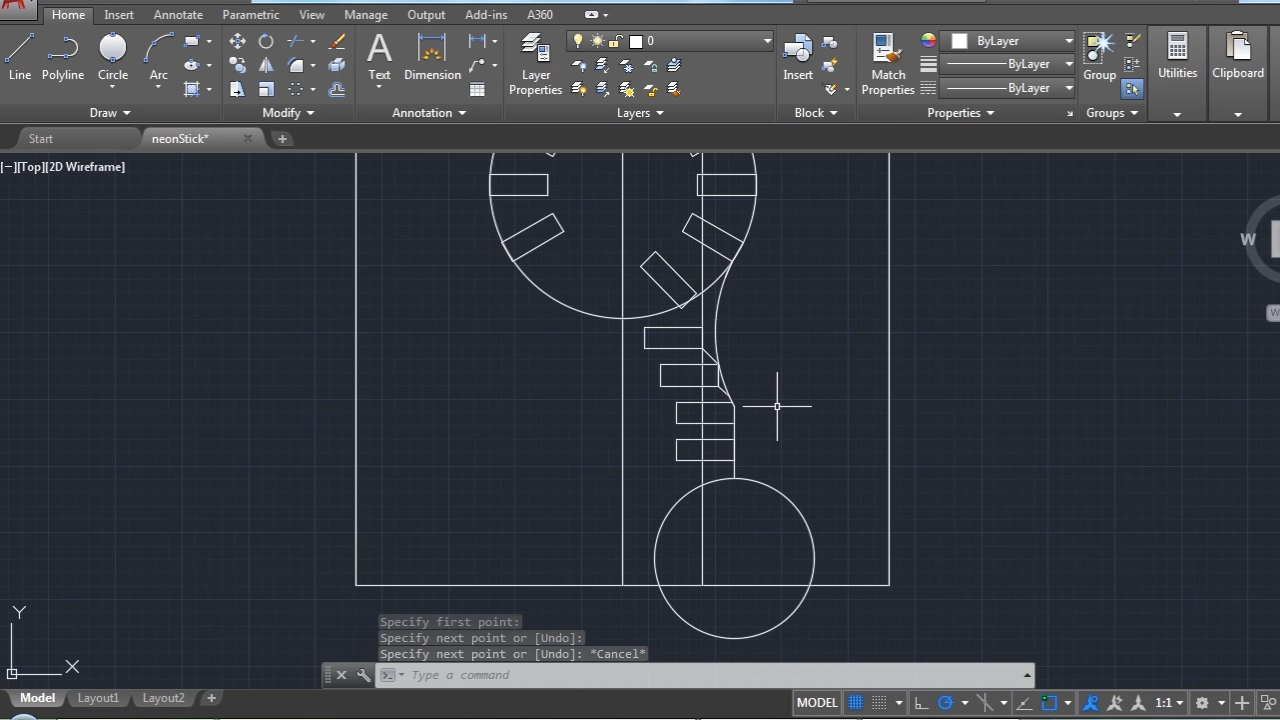 Home Insert Annotate Parametric View Manage Output Add-ins A360
0 ByLayer
ByLayer
ByLayer
Line Polyline Circle Arc Text Dimension Layer Properties Insert Match Properties Group Utilities Clipboard
Draw Modify Annotation Layers Block Properties Groups
Start neonStick*
[−][Top][2D Wireframe]
W
W
Specify first point:
Specify next point or [Undo]:
Specify next point or [Undo]: *Cancel*
Y
X
Type a command
Model Layout1 Layout2 MODEL 1:1